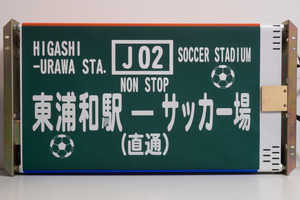 HIGASHI
-URAWA STA.
J02
SOCCER STADIUM
NON STOP
東浦和駅ーサッカー場
(直通)